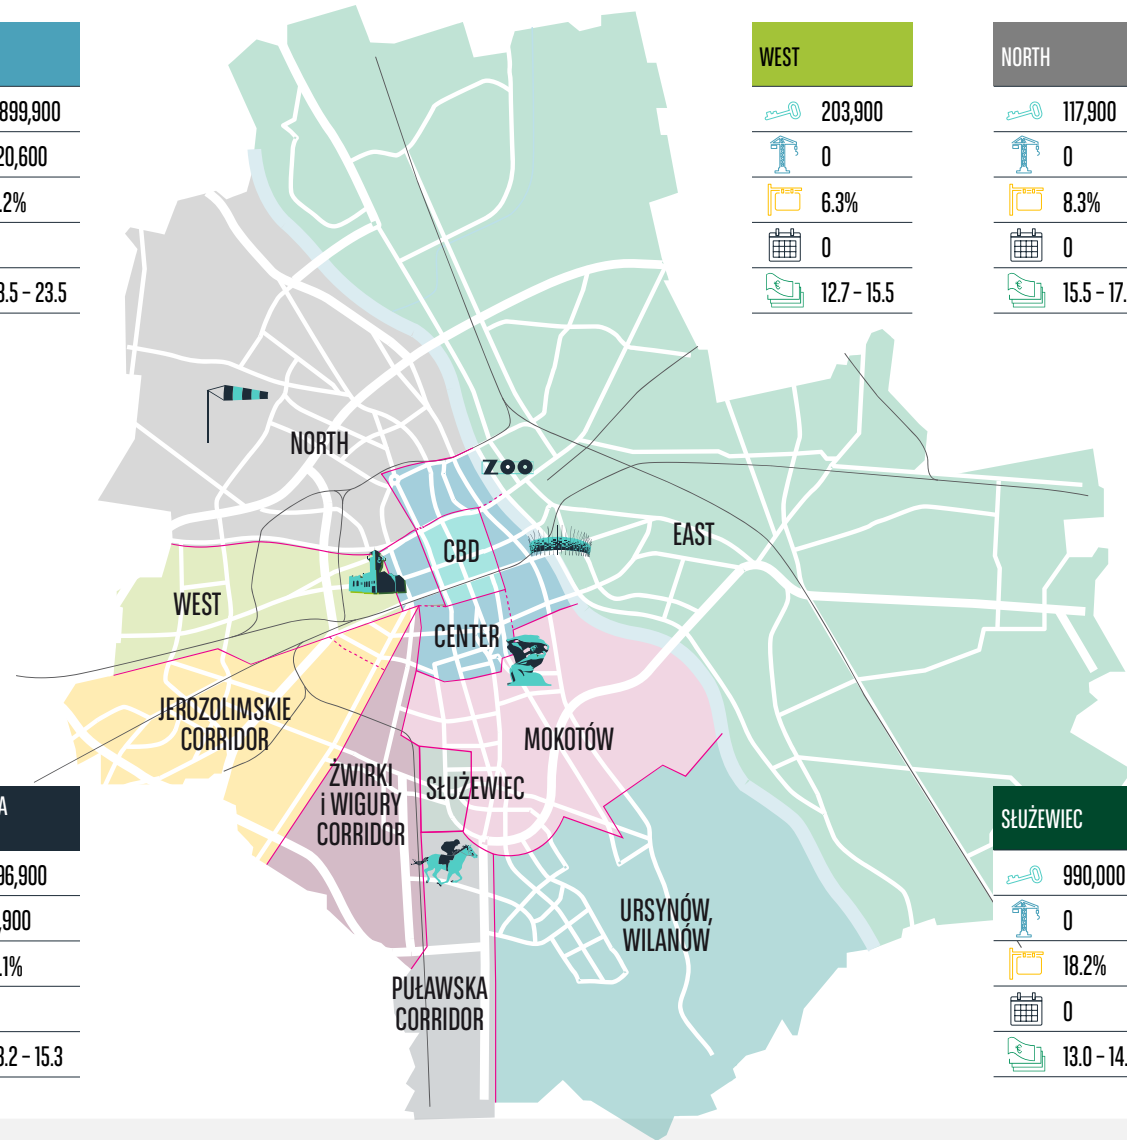 WEST
NORTH
899,900
203,900
117,900
20,600
0
0
.2%
6.3%
8.3%
0
0
3.5 – 23.5
12.7 – 15.5
15.5 – 17.
NORTH
ZOO
CBD
EAST
WEST
CENTER
JEROZOLIMSKIE
CORRIDOR
MOKOTÓW
ŻWIRKI
i WIGURY
CORRIDOR
SŁUŻEWIEC
A
SŁUŻEWIEC
96,900
990,000
,900
0
.1%
18.2%
0
3.2 – 15.3
13.0 – 14.
URSYNÓW,
WILANÓW
PUŁAWSKA
CORRIDOR